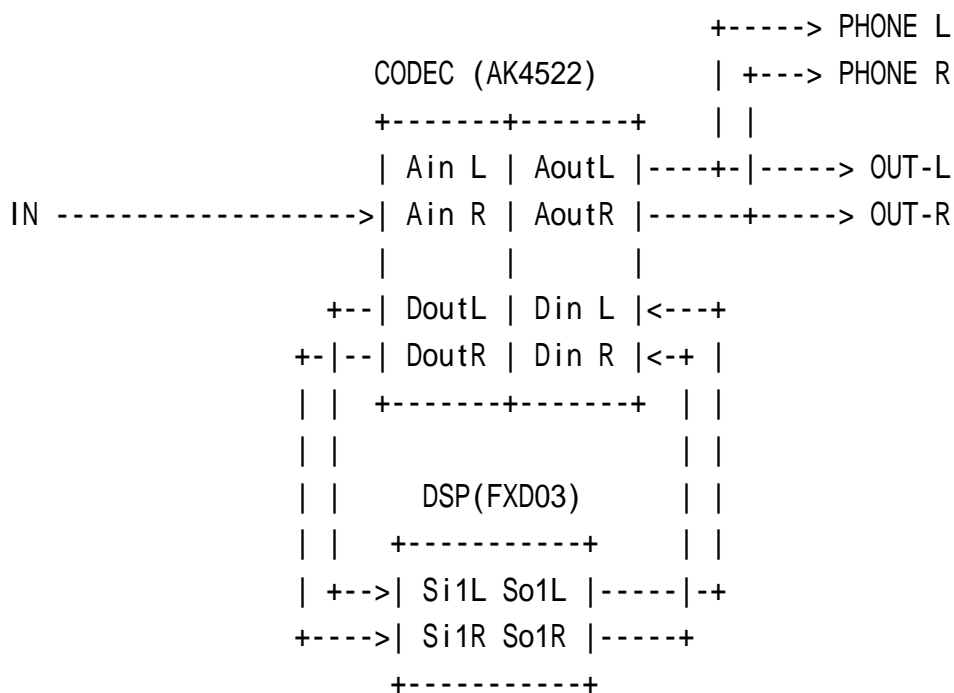 +-----> PHONE L
CODEC (AK4522) | +---> PHONE R
+-------+-------+ | |
| Ain L | AoutL |----+-|-----> OUT-L
IN ------------------->| Ain R | AoutR |------+-----> OUT-R
| | |
+--| DoutL | Din L |<---+
+-|--| DoutR | Din R |<-+ |
| | +-------+-------+ | |
| | | |
| | DSP(FXD03) | |
| | +-----------+ | |
| +-->| Si1L So1L |-----|-+
+---->| Si1R So1R |-----+
+-----------+